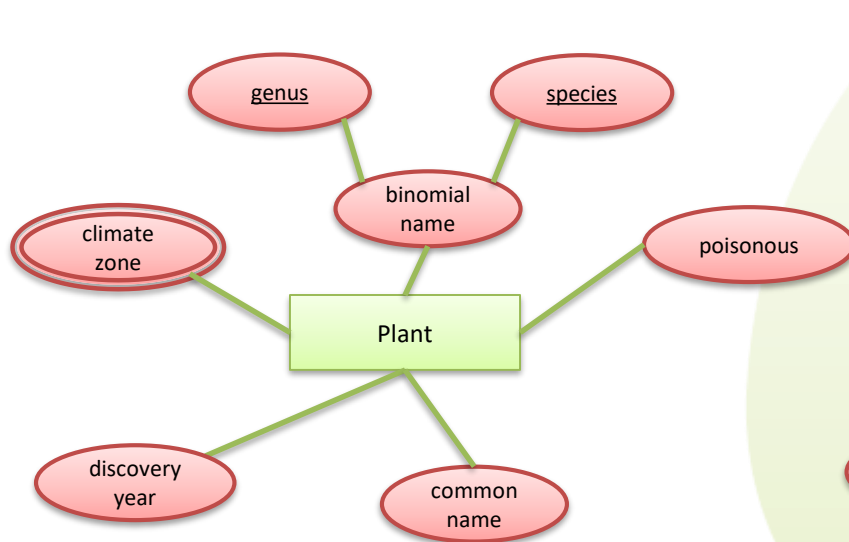 genus
species
binomial
name
climate
zone
poisonous
Plant
discovery
year
common
name